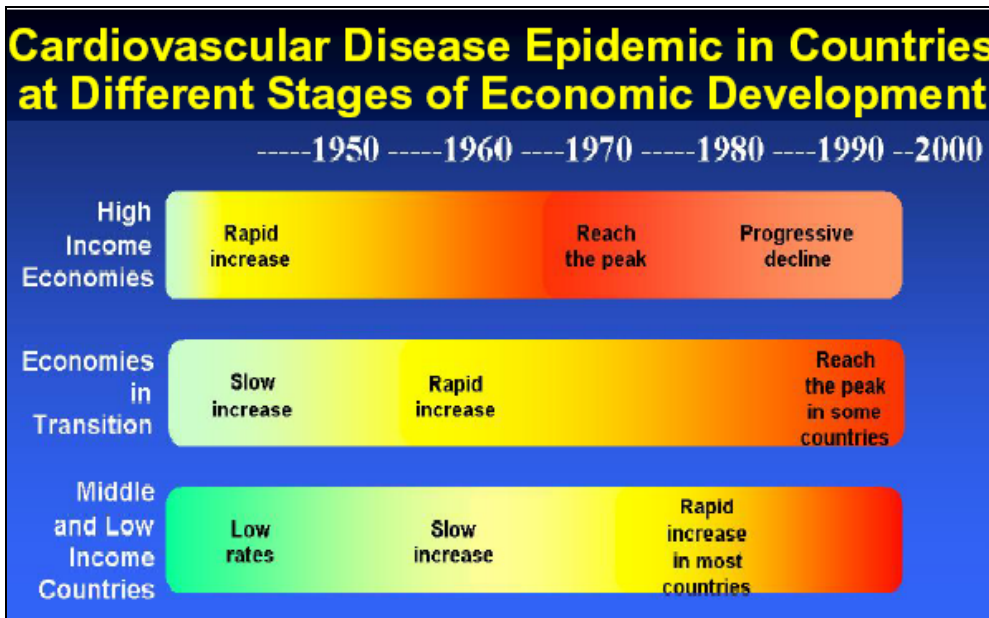 Cardiovascular Disease Epidemic in Countries
at Different Stages of Economic Development
-----1950 -----1960 ----1970 -----1980 ----1990 --2000
High
Income
Economies
Rapid
increase
Reach
the peak
Progressive
decline
Economies
in
Transition
Slow
increase
Rapid
increase
Reach
the peak
in some
countries
Middle
and Low
Income
Countries
Low
rates
Slow
increase
Rapid
increase
in most
countries